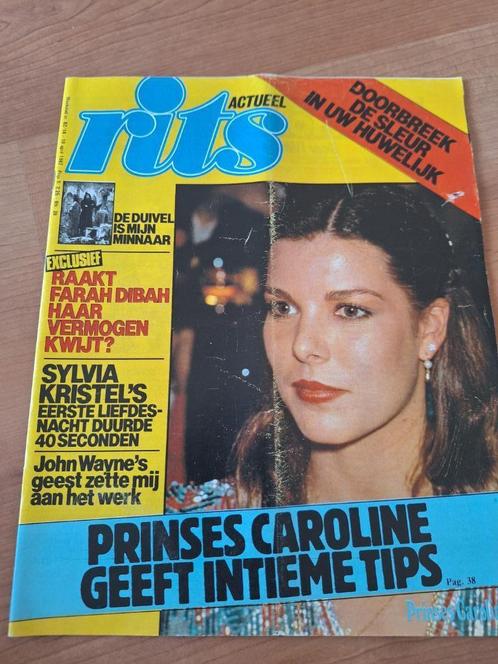 rits
ACTUEEL
DOORBREEK
DE SLEUR
IN UW HUWELIJK
DE DUIVEL
IS MIJN
MINNAAR
EXCLUSIEF
RAAKT
FARAH DIBAH
HAAR
VERMOGEN
KWIJT?
SYLVIA
KRISTEL'S
EERSTE LIEFDES-
NACHT DUURDE
40 SECONDEN
John Wayne's
geest zette mij
aan het werk
PRINSES CAROLINE
GEEFT INTIEME TIPS
Pag. 38